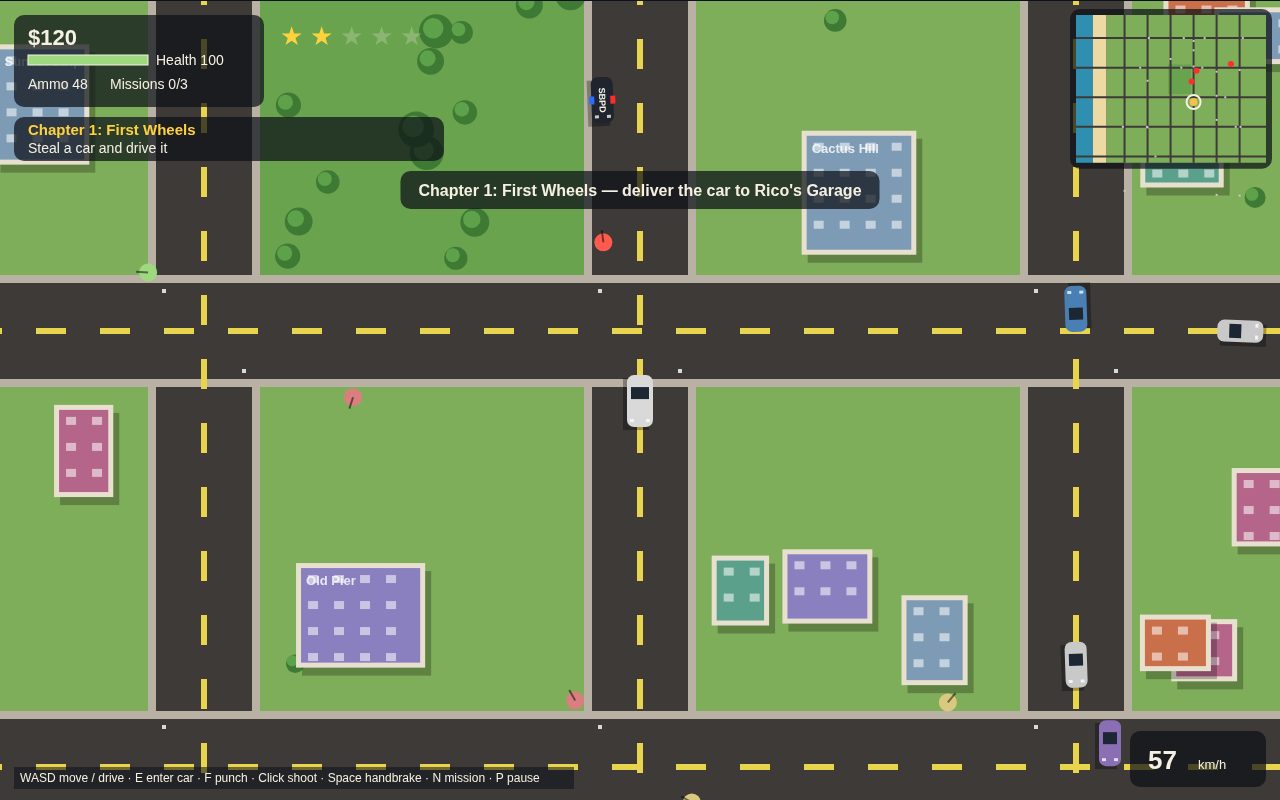 $120
Health 100
Ammo 48 Missions 0/3
Chapter 1: First Wheels
Steal a car and drive it
SBPD
Cactus Hill
Chapter 1: First Wheels — deliver the car to Rico's Garage
Old Pier
WASD move / drive · E enter car · F punch · Click shoot · Space handbrake · N mission · P pause
57 km/h